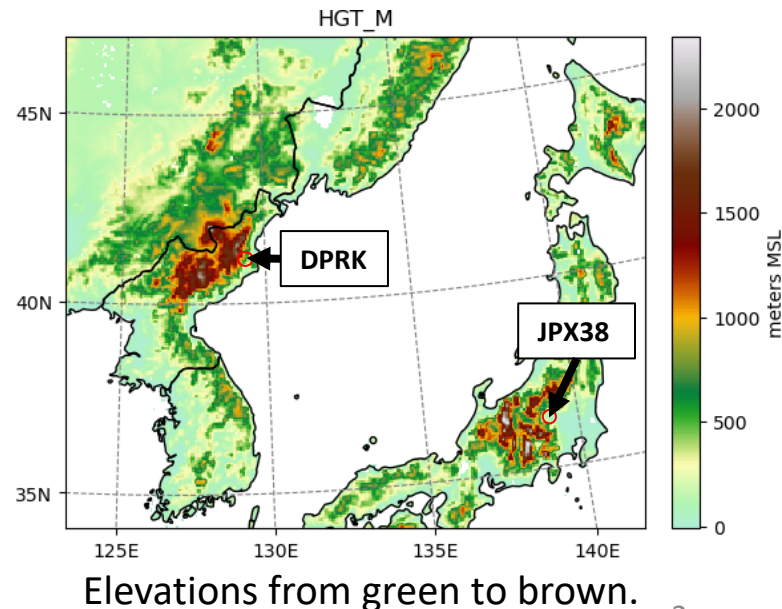 HGT_M
45N
40N
35N
125E
130E
135E
140E
DPRK
JPX38
2000
1500
1000
500
0
meters MSL
Elevations from green to brown.